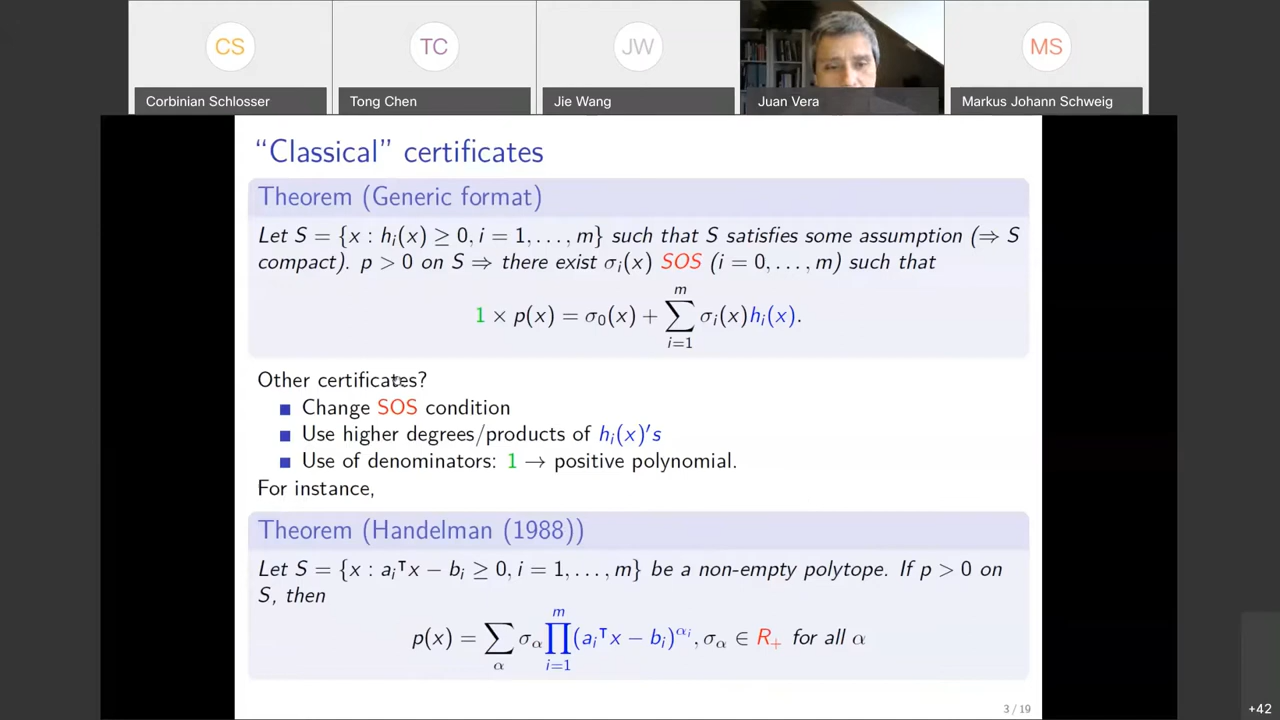 CS
TC
JW
MS
Corbinian Schlosser
Tong Chen
Jie Wang
Juan Vera
Markus Johann Schweig
“Classical” certificates
Theorem (Generic format)
Let S = {x : hᵢ(x) ≥ 0, i = 1, . . . , m} such that S satisfies some assumption (⇒ S
compact). p > 0 on S ⇒ there exist σᵢ(x) SOS (i = 0, . . . , m) such that
1 × p(x) = σ₀(x) + ∑_{i=1}^{m} σᵢ(x)hᵢ(x).
Other certificates?
■ Change SOS condition
■ Use higher degrees/products of hᵢ(x)'s
■ Use of denominators: 1 → positive polynomial.
For instance,
Theorem (Handelman (1988))
Let S = {x : aᵢᵀx − bᵢ ≥ 0, i = 1, . . . , m} be a non-empty polytope. If p > 0 on
S, then
p(x) = ∑_α σ_α ∏_{i=1}^{m} (aᵢᵀx − bᵢ)^{αᵢ}, σ_α ∈ R₊ for all α
3 / 19
+42